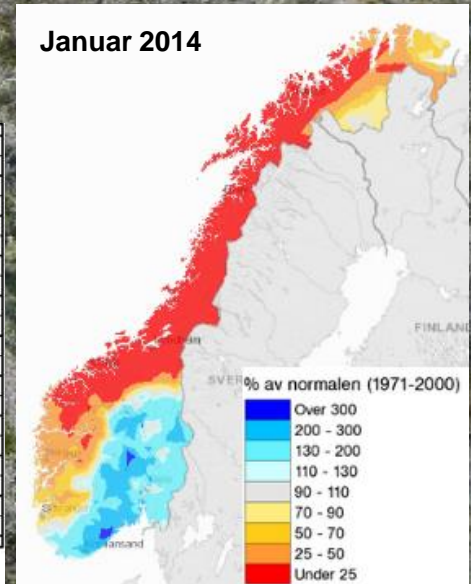 Januar 2014
FINLAND
SVER
% av normalen (1971-2000)
Over 300
200 - 300
130 - 200
110 - 130
90 - 110
70 - 90
50 - 70
25 - 50
Under 25